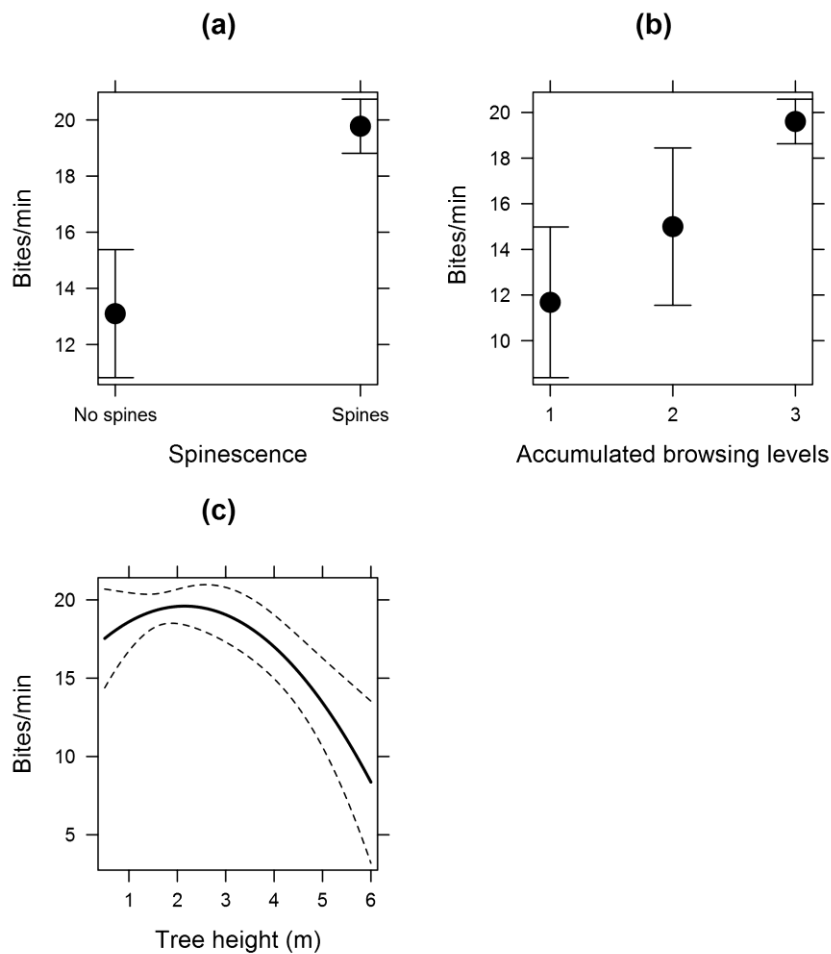 (a)
20
18
16
14
12
Bites/min
No spines
Spines
Spinescence
(b)
20
18
16
14
12
10
Bites/min
1
2
3
Accumulated browsing levels
(c)
20
15
10
5
Bites/min
1
2
3
4
5
6
Tree height (m)